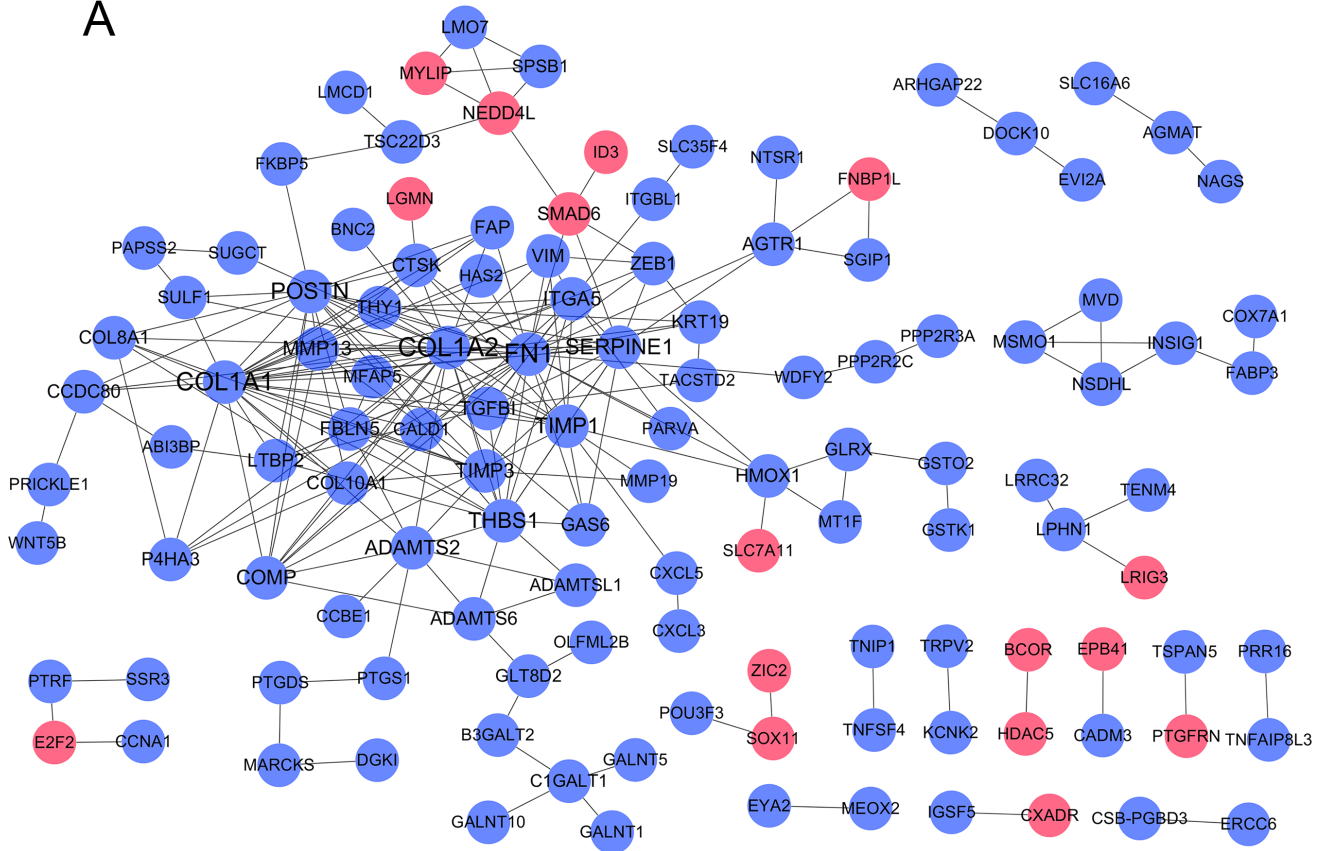 A
LMO7
MYLIP
SPSB1
LMCD1
NEDD4L
ARHGAP22
SLC16A6
TSC22D3
DOCK10
AGMAT
FKBP5
ID3
SLC35F4
NTSR1
FNBP1L
EVI2A
NAGS
LGMN
SMAD6
ITGBL1
BNC2
FAP
PAPSS2
SUGCT
CTSK
HAS2
VIM
ZEB1
AGTR1
SGIP1
SULF1
POSTN
THY1
ITGA5
KRT19
MVD
COX7A1
COL8A1
MMP13
COL1A2
FN1
SERPINE1
PPP2R3A
MSMO1
INSIG1
COL1A1
MFAP5
TACSTD2
WDFY2
PPP2R2C
NSDHL
FABP3
CCDC80
TGFBI
ABI3BP
FBLN5
CALD1
TIMP1
PARVA
LTBP2
TIMP3
GLRX
GSTO2
PRICKLE1
COL10A1
MMP19
HMOX1
LRRC32
TENM4
WNT5B
THBS1
GAS6
MT1F
GSTK1
LPHN1
P4HA3
ADAMTS2
SLC7A11
COMP
ADAMTSL1
CXCL5
LRIG3
CCBE1
ADAMTS6
CXCL3
OLFML2B
TNIP1
TRPV2
BCOR
EPB41
TSPAN5
PRR16
PTRF
SSR3
PTGDS
PTGS1
GLT8D2
ZIC2
POU3F3
E2F2
CCNA1
B3GALT2
SOX11
TNFSF4
KCNK2
HDAC5
CADM3
PTGFRN
TNFAIP8L3
MARCKS
DGKI
GALNT5
C1GALT1
GALNT10
GALNT1
EYA2
MEOX2
IGSF5
CXADR
CSB-PGBD3
ERCC6